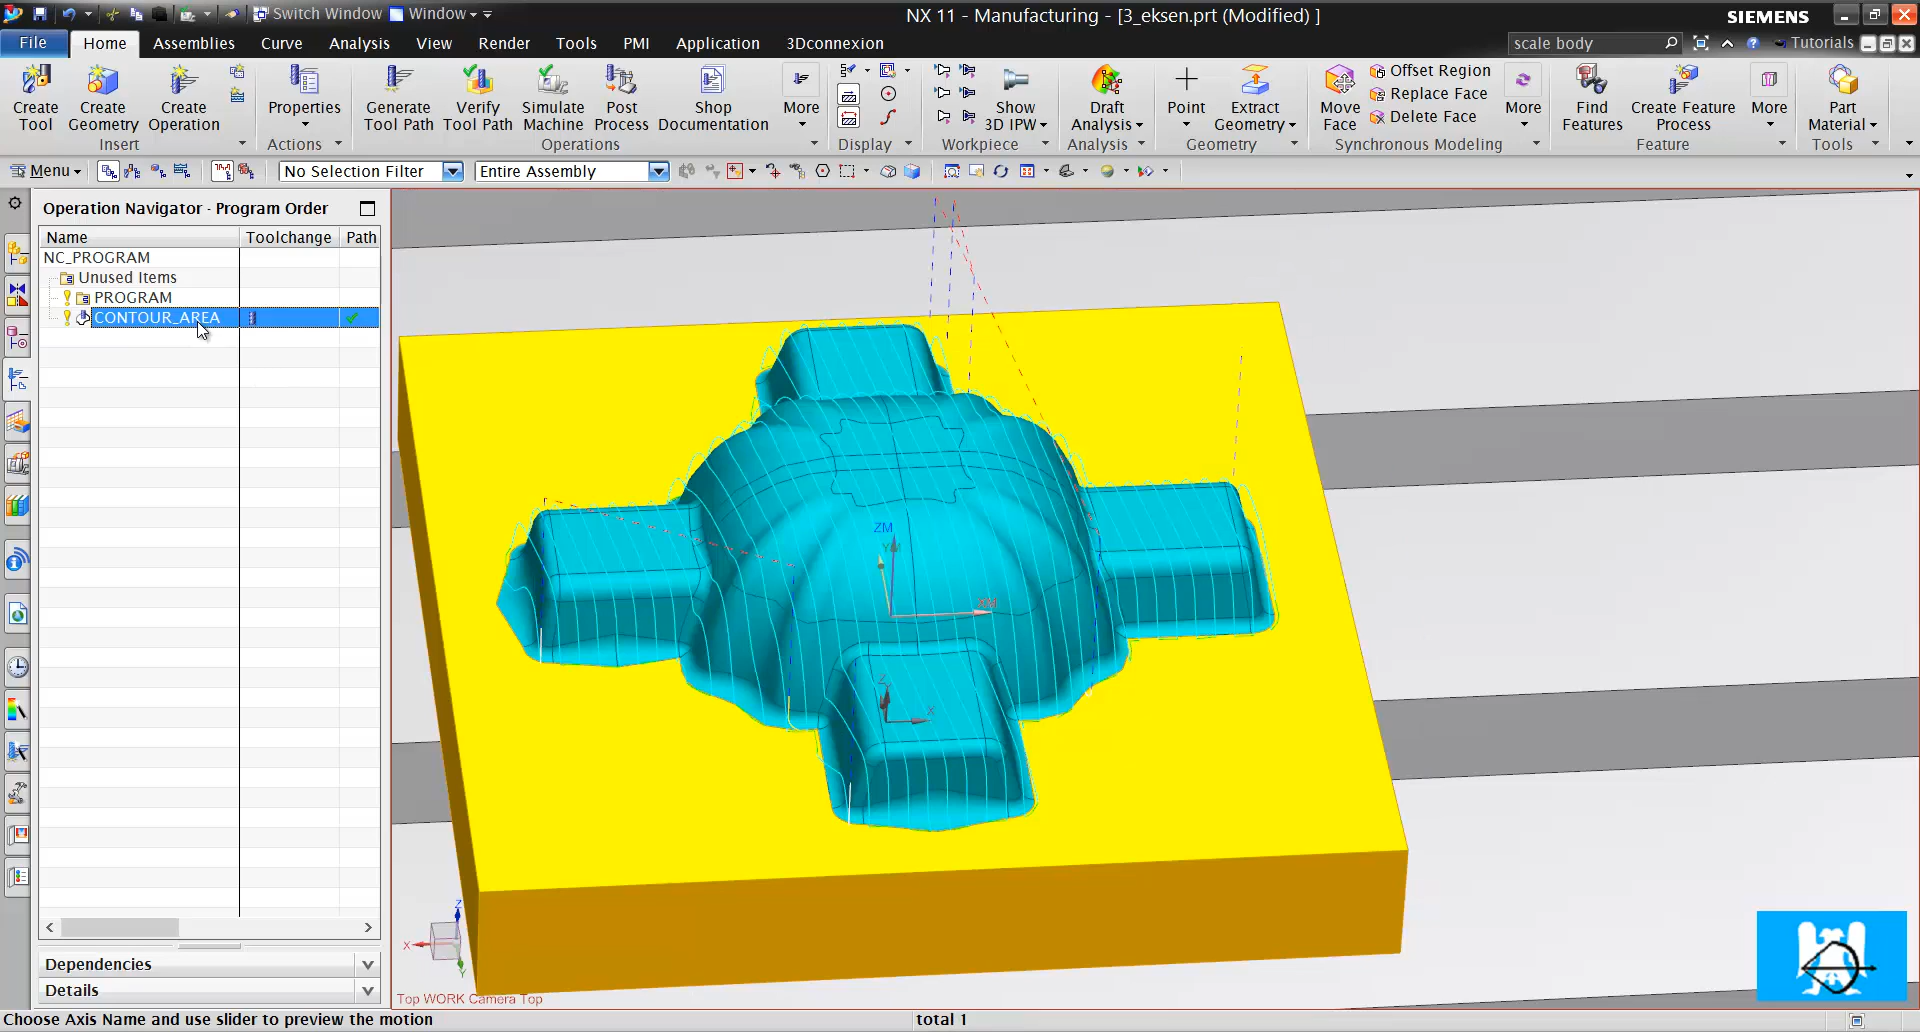 Switch Window Window NX 11 - Manufacturing - [3_eksen.prt (Modified) ] SIEMENS
File Home Assemblies Curve Analysis View Render Tools PMI Application 3Dconnexion scale body Tutorials
Create Tool
Create Geometry
Create Operation
Properties
Generate Tool Path
Verify Tool Path
Simulate Machine
Post Process
Shop Documentation
More
Show 3D IPW
Draft Analysis
Point
Extract Geometry
Move Face
Offset Region
Replace Face
Delete Face
More
Find Features
Create Feature Process
More
Part Material
Insert Actions Operations Display Workpiece Analysis Geometry Synchronous Modeling Feature Tools
Menu No Selection Filter Entire Assembly
Operation Navigator - Program Order
Name Toolchange Path
NC_PROGRAM
Unused Items
PROGRAM
CONTOUR_AREA
ZM
YM
XM
Z
X
Z
X
Y
Dependencies
Details
Top WORK Camera Top
Choose Axis Name and use slider to preview the motion total 1